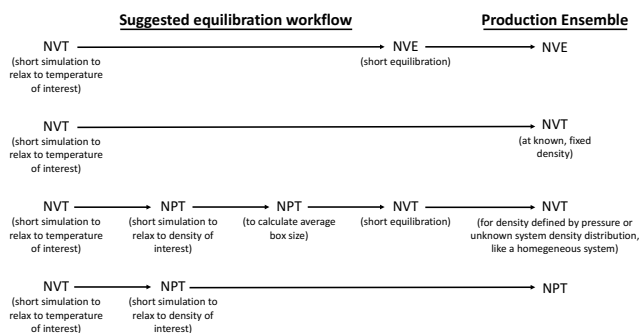 Suggested equilibration workflow Production Ensemble
NVT NVE NVE
(short simulation to (short equilibration)
relax to temperature
of interest)
NVT NVT
(short simulation to (at known, fixed
relax to temperature density)
of interest)
NVT NPT NPT NVT NVT
(short simulation to (short simulation to (to calculate average (short equilibration) (for density defined by pressure or
relax to temperature relax to density of box size) unknown system density distribution,
of interest) interest) like a homogeneous system)
NVT NPT NPT
(short simulation to (short simulation to
relax to temperature relax to density of
of interest) interest)